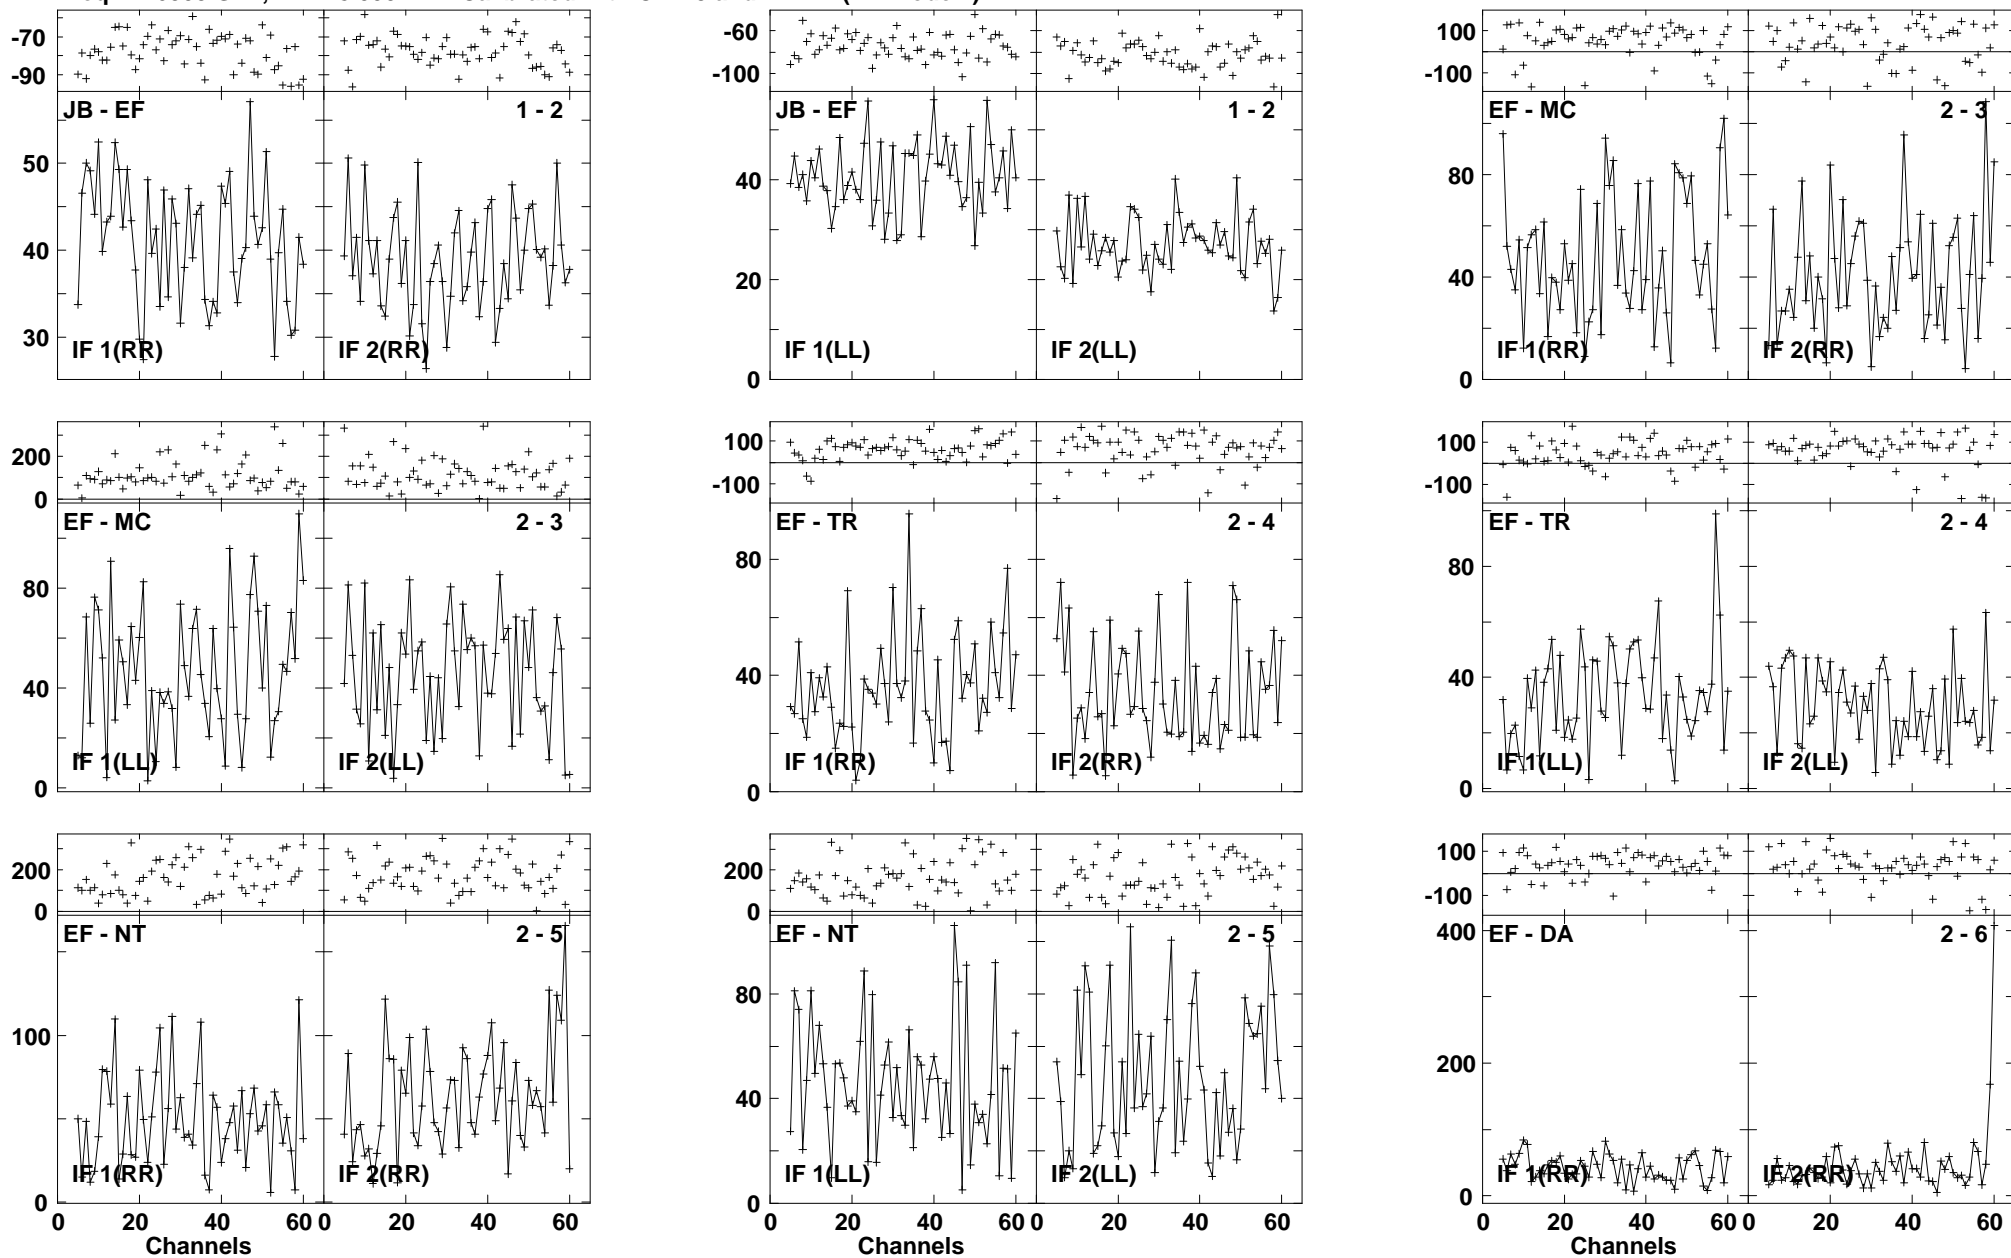 -70
-90
JB - EF
1 - 2
50
40
30
IF 1(RR)
IF 2(RR)
-60
-100
JB - EF
1 - 2
40
20
0
IF 1(LL)
IF 2(LL)
100
-100
EF - MC
2 - 3
80
40
0
IF 1(RR)
IF 2(RR)
200
0
EF - MC
2 - 3
80
40
0
IF 1(LL)
IF 2(LL)
100
-100
EF - TR
2 - 4
80
40
0
IF 1(RR)
IF 2(RR)
100
-100
EF - TR
2 - 4
80
40
0
IF 1(LL)
IF 2(LL)
200
0
EF - NT
2 - 5
100
0
IF 1(RR)
IF 2(RR)
0 20 40 60 0 20 40 60
Channels
200
0
EF - NT
2 - 5
80
40
0
IF 1(LL)
IF 2(LL)
0 20 40 60 0 20 40 60
Channels
100
-100
EF - DA
2 - 6
400
200
0
IF 1(RR)
IF 2(RR)
0 20 40 60 0 20 40 60
Channels